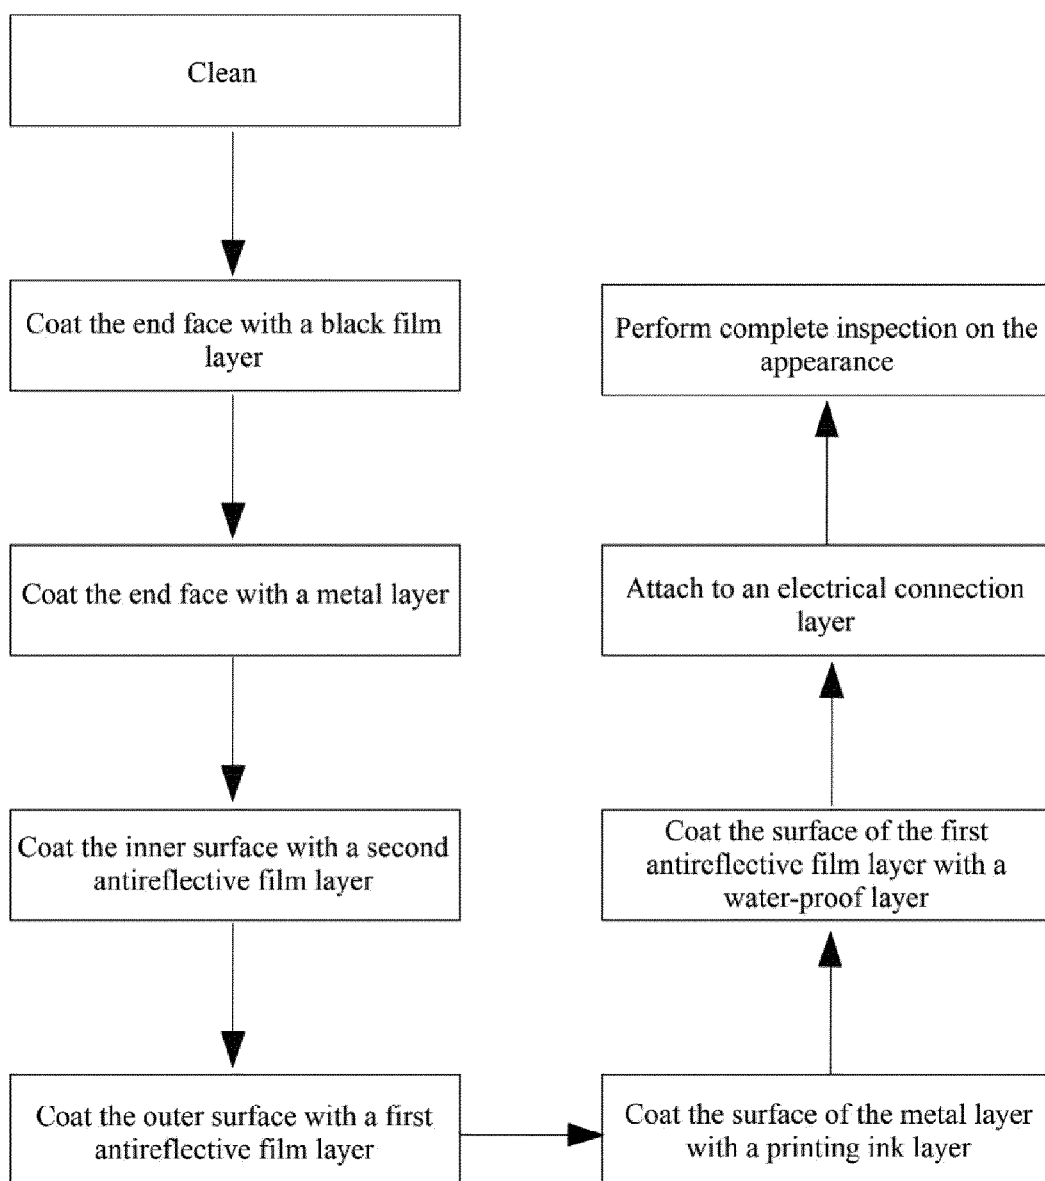 Clean
Coat the end face with a black film
layer
Coat the end face with a metal layer
Coat the inner surface with a second
antireflective film layer
Coat the outer surface with a first
antireflective film layer
Coat the surface of the metal layer
with a printing ink layer
Coat the surface of the first
antireflective film layer with a
water-proof layer
Attach to an electrical connection
layer
Perform complete inspection on the
appearance